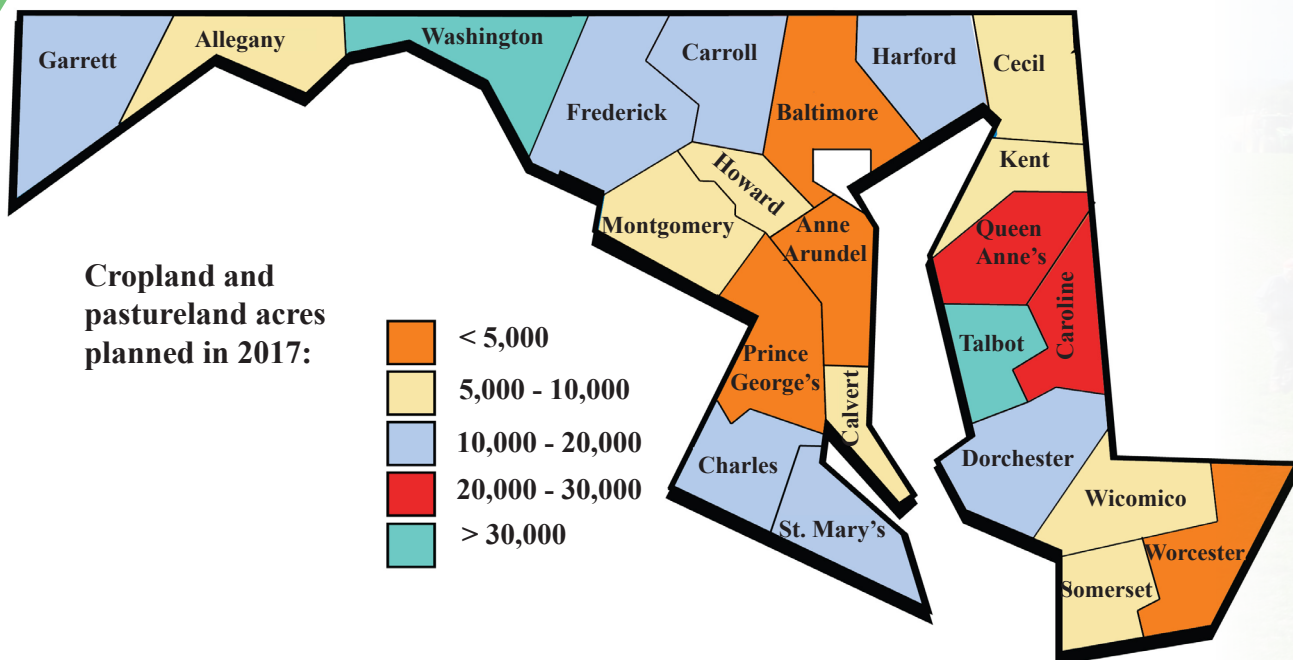 Garrett
Allegany
Washington
Frederick
Carroll
Baltimore
Harford
Cecil
Kent
Howard
Montgomery
Anne
Arundel
Queen
Anne's
Caroline
Talbot
Prince
George's
Calvert
Charles
St. Mary's
Dorchester
Wicomico
Worcester
Somerset
Cropland and
pastureland acres
planned in 2017:
< 5,000
5,000 - 10,000
10,000 - 20,000
20,000 - 30,000
> 30,000